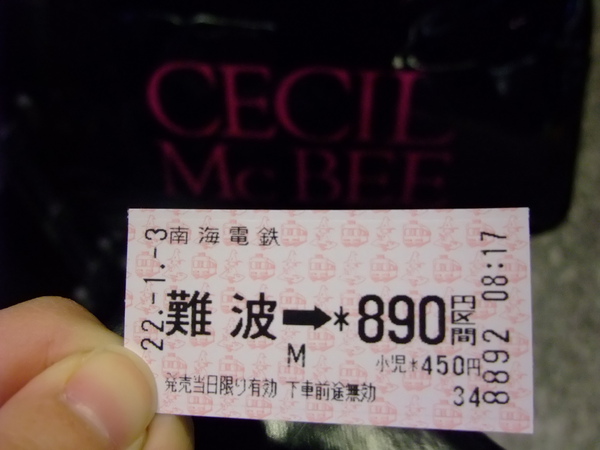 CECIL
Mc BEE
22.-1.-3
南海電鉄
難波➡*890円区間
M
小児*450円
発売当日限り有効 下車前途無効
34
8892 08:17